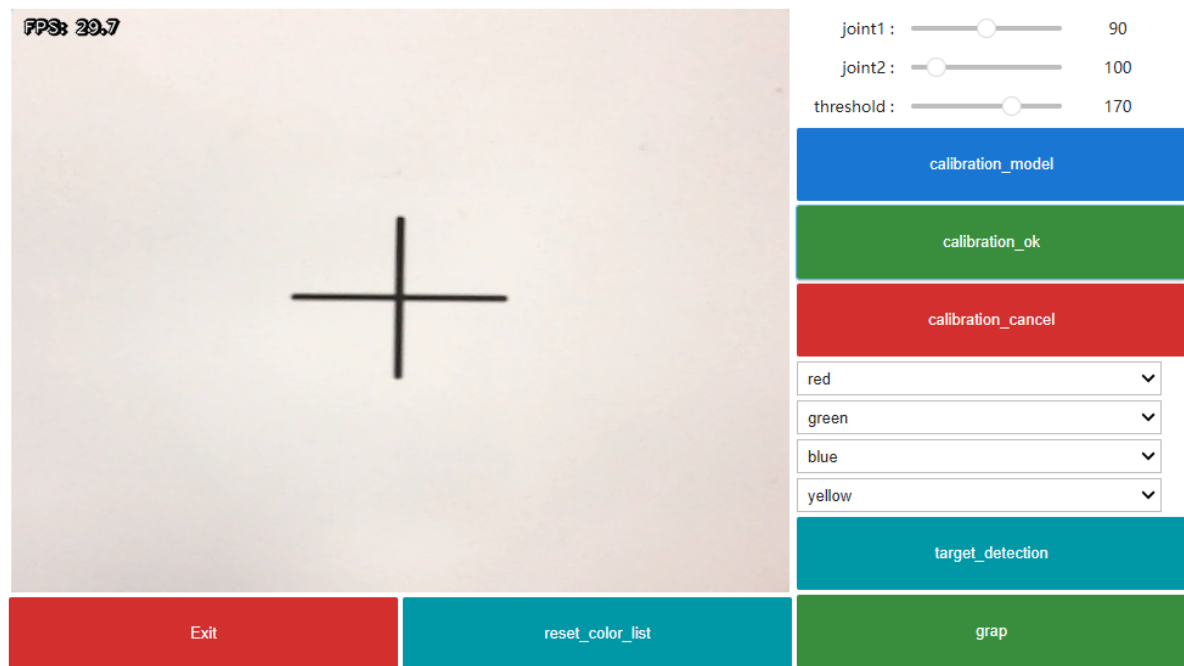 FPS: 29.7
joint1 : 90
joint2 : 100
threshold : 170
calibration_model
calibration_ok
calibration_cancel
red
green
blue
yellow
target_detection
Exit
reset_color_list
grap